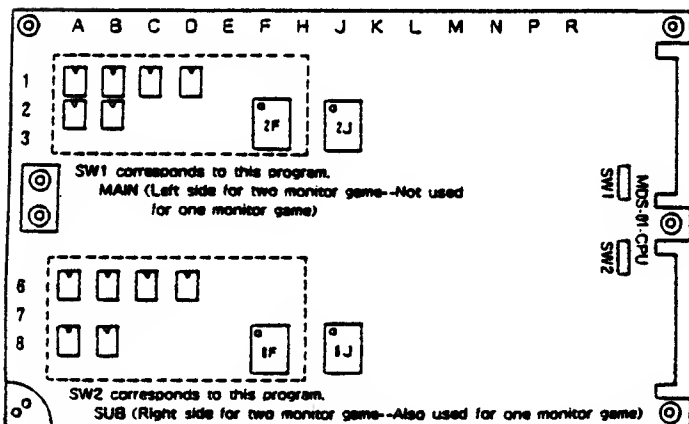 A B C D E F H J K L M N P R
1
2
3
2F 2J
SW1 corresponds to this program.
MAIN (Left side for two monitor game--Not used
for one monitor game)
SW1
MDS-01-CPU
SW2
6
7
8
SW2 corresponds to this program.
SUB (Right side for two monitor game--Also used for one monitor game)